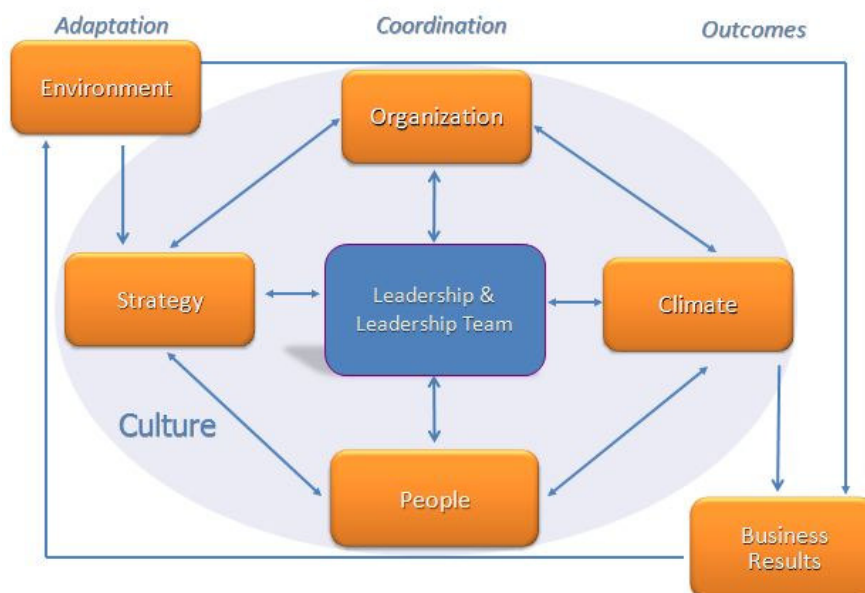 Adaptation
Coordination
Outcomes
Environment
Organization
Strategy
Leadership &
Leadership Team
Climate
Culture
People
Business
Results